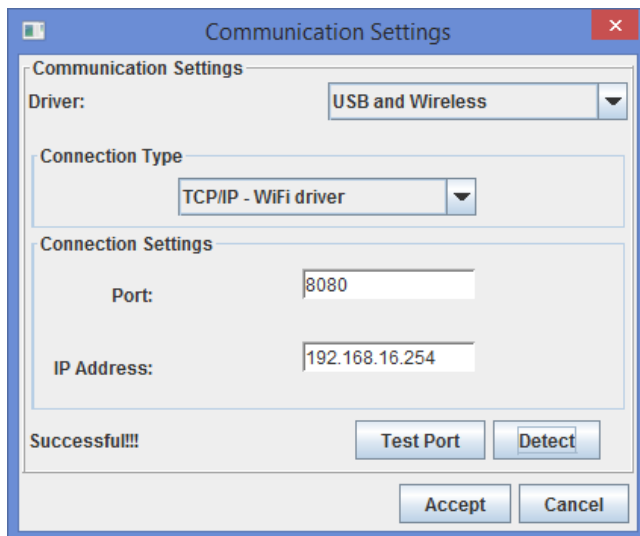 Communication Settings
Communication Settings
Driver: USB and Wireless
Connection Type
TCP/IP - WiFi driver
Connection Settings
Port: 8080
IP Address: 192.168.16.254
Successful!!! Test Port Detect
Accept Cancel